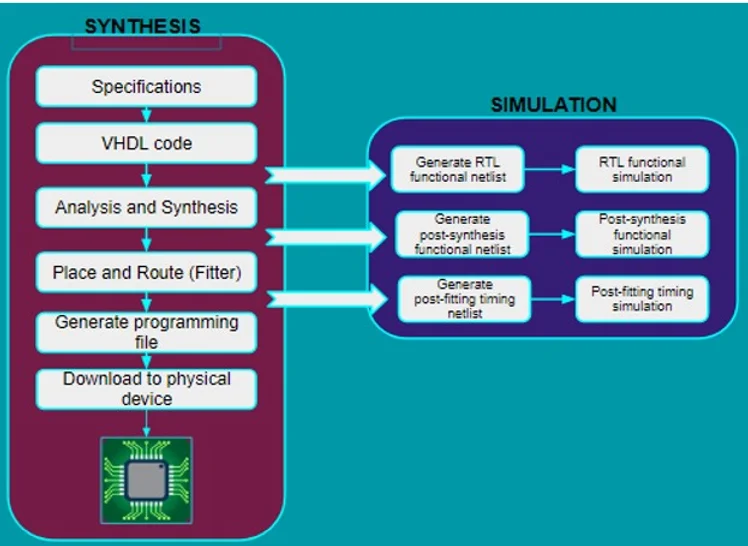 SYNTHESIS
Specifications
VHDL code
Analysis and Synthesis
Place and Route (Fitter)
Generate programming
file
Download to physical
device
SIMULATION
Generate RTL
functional netlist
RTL functional
simulation
Generate
post-synthesis
functional netlist
Post-synthesis
functional
simulation
Generate
post-fitting timing
netlist
Post-fitting timing
simulation